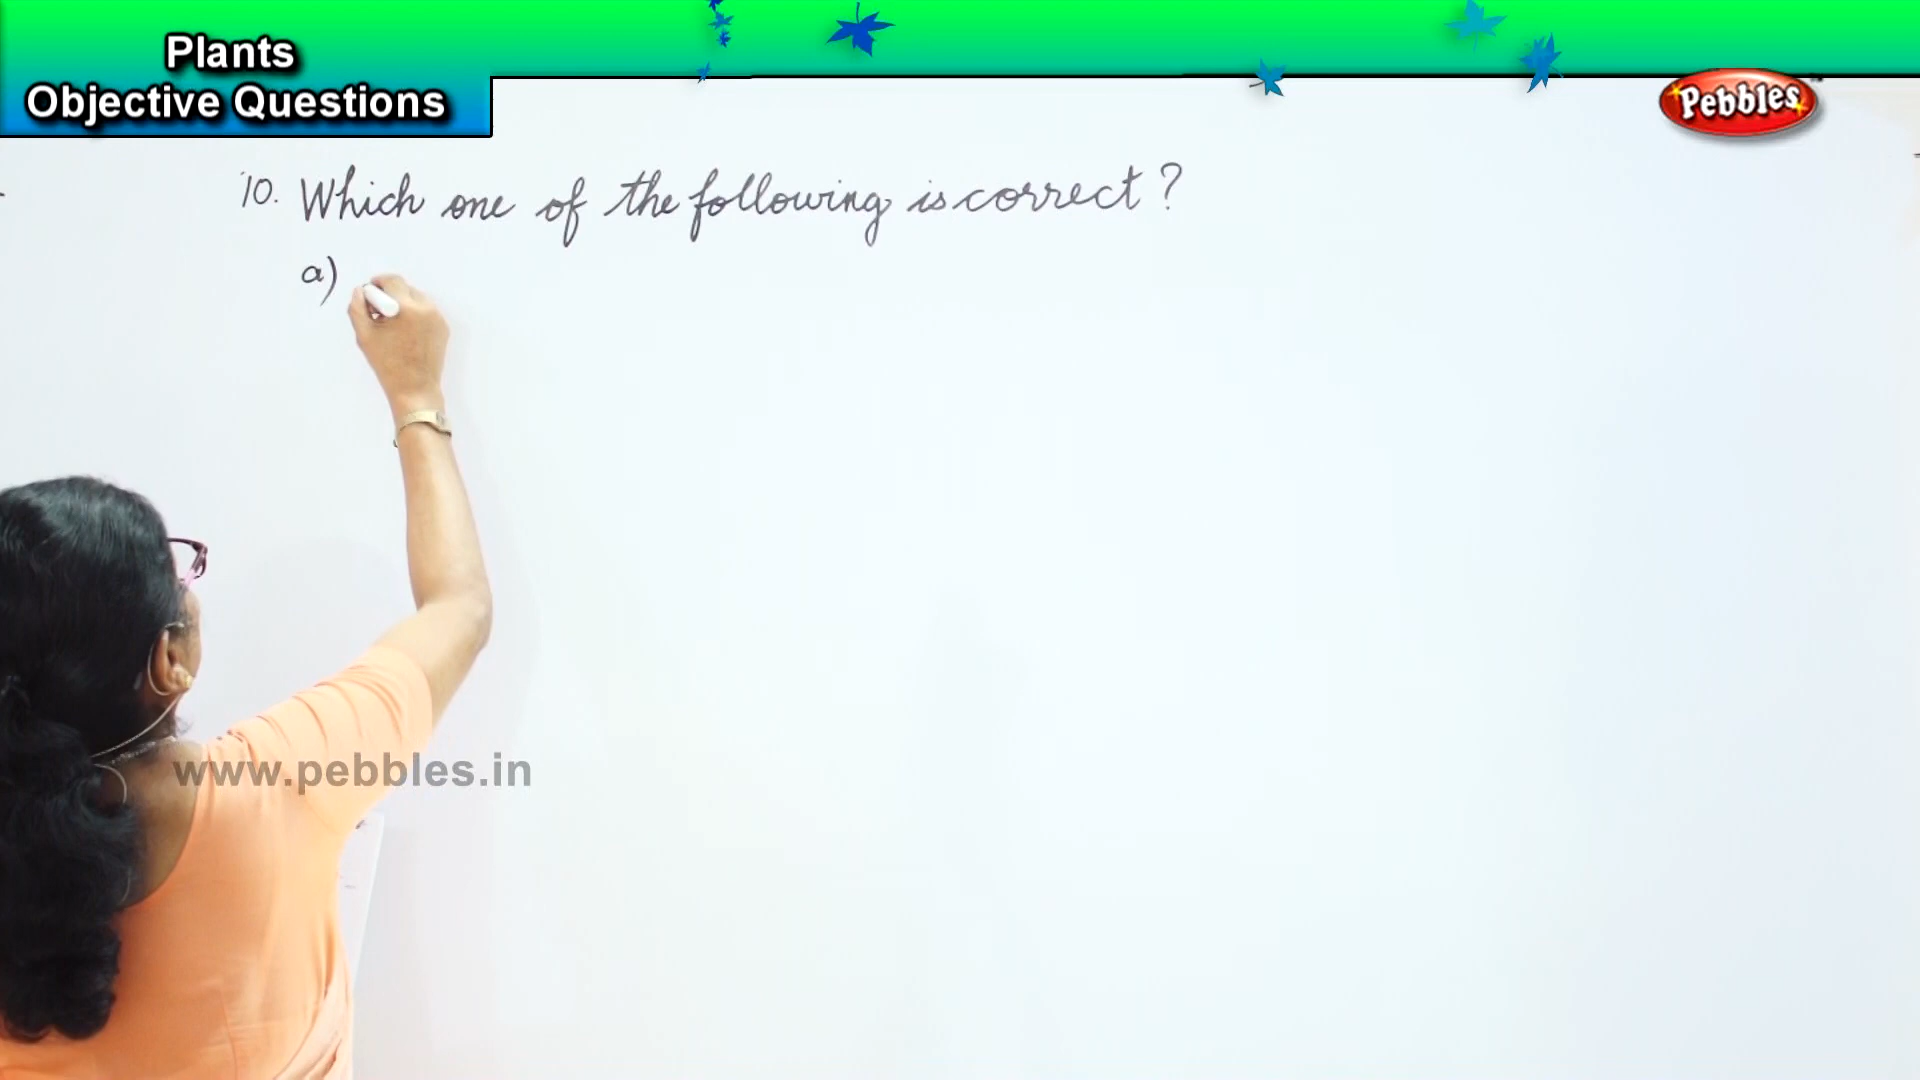 Plants
Objective Questions
Pebbles
10. Which one of the following is correct?
a)
www.pebbles.in